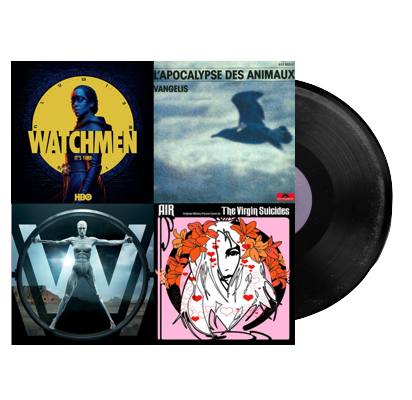 WATCHMEN
IT'S TIME
HBO
L'APOCALYPSE DES ANIMAUX
VANGELIS
W
AIR
The Virgin Suicides